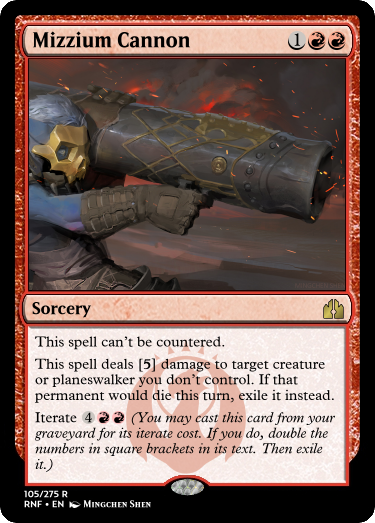 Mizzium Cannon 1
Sorcery
This spell can't be countered.
This spell deals [5] damage to target creature
or planeswalker you don't control. If that
permanent would die this turn, exile it instead.
Iterate 4 (You may cast this card from your
graveyard for its iterate cost. If you do, double the
numbers in square brackets in its text. Then exile
it.)
105/275 R
RNF • EN Mingchen Shen